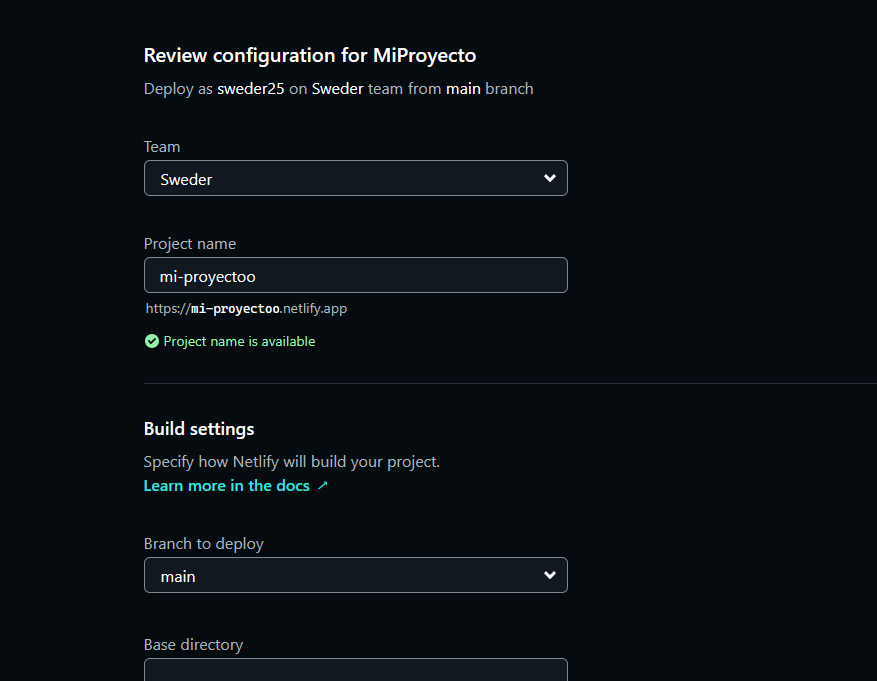 Review configuration for MiProyecto
Deploy as sweder25 on Sweder team from main branch
Team
Sweder
Project name
mi-proyectoo
https://mi-proyectoo.netlify.app
Project name is available
Build settings
Specify how Netlify will build your project.
Learn more in the docs ↗
Branch to deploy
main
Base directory